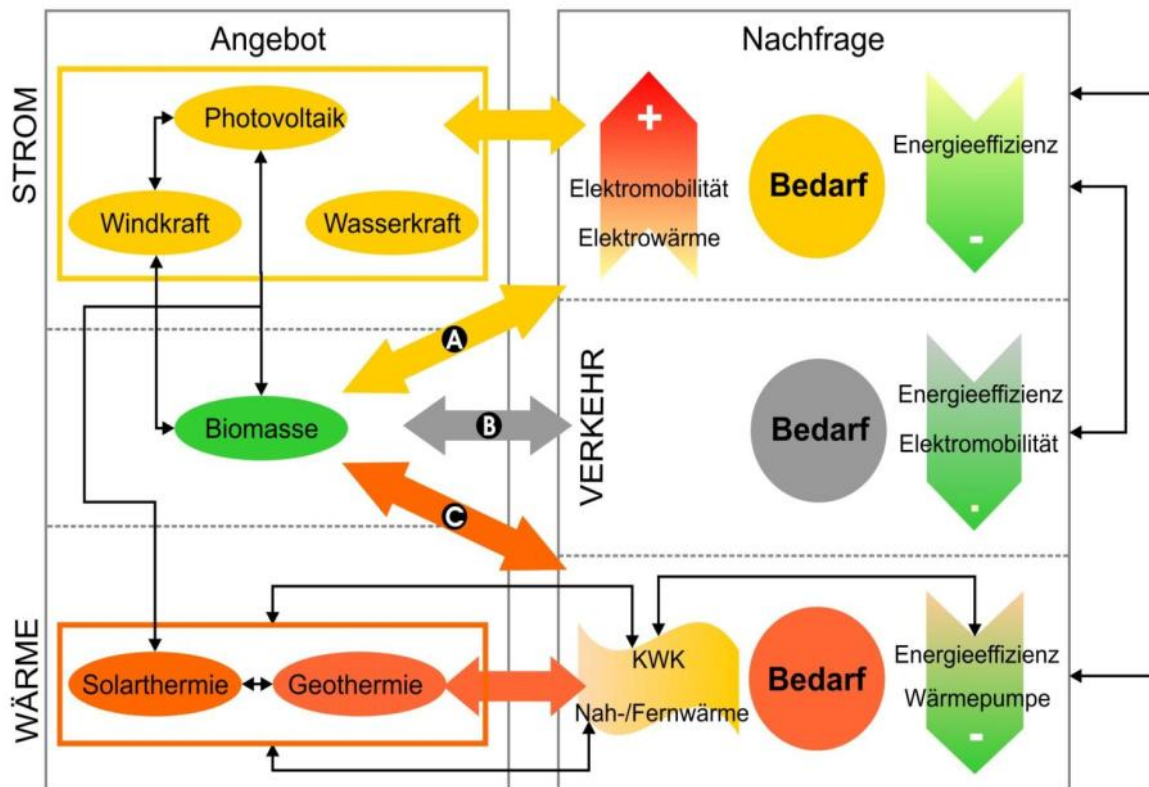 Angebot
Nachfrage
STROM
Photovoltaik
Windkraft
Wasserkraft
+
Elektromobilität
Elektrowärme
Bedarf
Energieeffizienz
-
A
Biomasse
B
C
VERKEHR
Bedarf
Energieeffizienz
Elektromobilität
-
WÄRME
Solarthermie
Geothermie
KWK
Nah-/Fernwärme
Bedarf
Energieeffizienz
Wärmepumpe
-